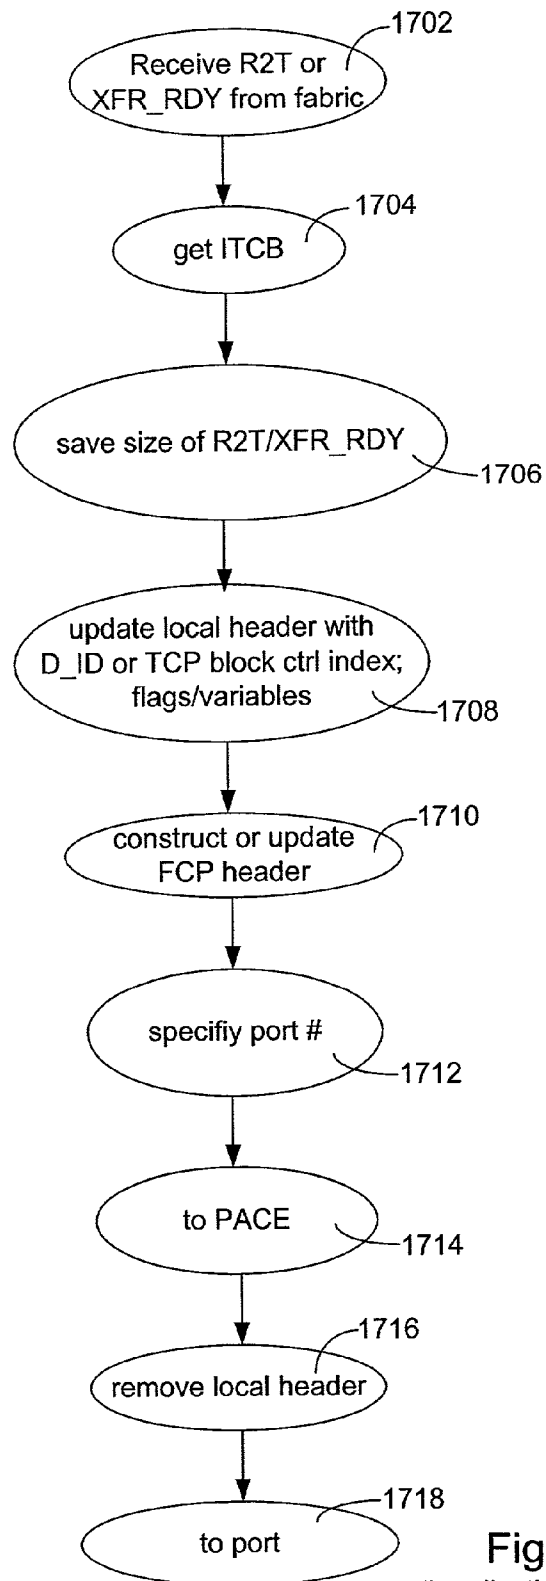 1702
Receive R2T or
XFR_RDY from fabric
1704
get ITCB
save size of R2T/XFR_RDY
1706
update local header with
D_ID or TCP block ctrl index;
flags/variables
1708
1710
construct or update
FCP header
specifiy port #
1712
to PACE
1714
1716
remove local header
1718
to port
Fig